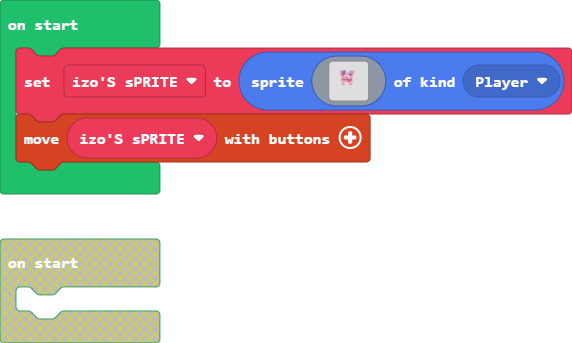 on start
set izo'S sPRITE to sprite of kind Player
move izo'S sPRITE with buttons
on start